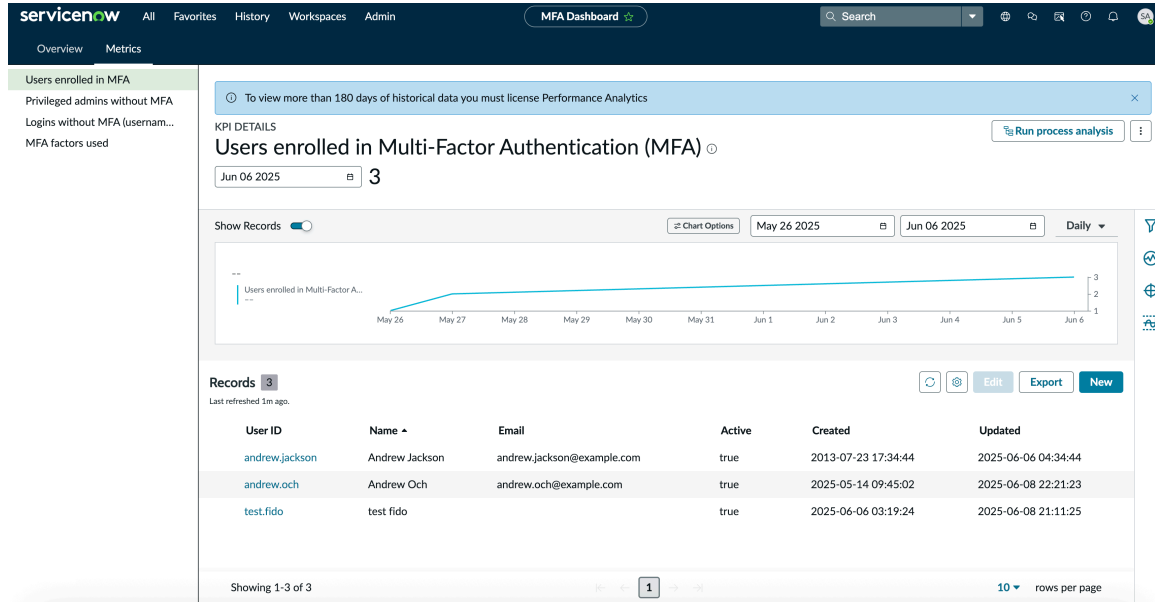 servicenow All Favorites History Workspaces Admin MFA Dashboard Search SA
Overview Metrics
Users enrolled in MFA
Privileged admins without MFA
Logins without MFA (usernam...
MFA factors used
To view more than 180 days of historical data you must license Performance Analytics
KPI DETAILS
Users enrolled in Multi-Factor Authentication (MFA)
Run process analysis
Jun 06 2025 3
Show Records Chart Options May 26 2025 Jun 06 2025 Daily
--
Users enrolled in Multi-Factor A...
--
3
2
1
May 26 May 27 May 28 May 29 May 30 May 31 Jun 1 Jun 2 Jun 3 Jun 4 Jun 5 Jun 6
Records 3 Edit Export New
Last refreshed 1m ago.
User ID Name Email Active Created Updated
andrew.jackson Andrew Jackson andrew.jackson@example.com true 2013-07-23 17:34:44 2025-06-06 04:34:44
andrew.och Andrew Och andrew.och@example.com true 2025-05-14 09:45:02 2025-06-08 22:21:23
test.fido test fido true 2025-06-06 03:19:24 2025-06-08 21:11:25
Showing 1-3 of 3 1 10 rows per page